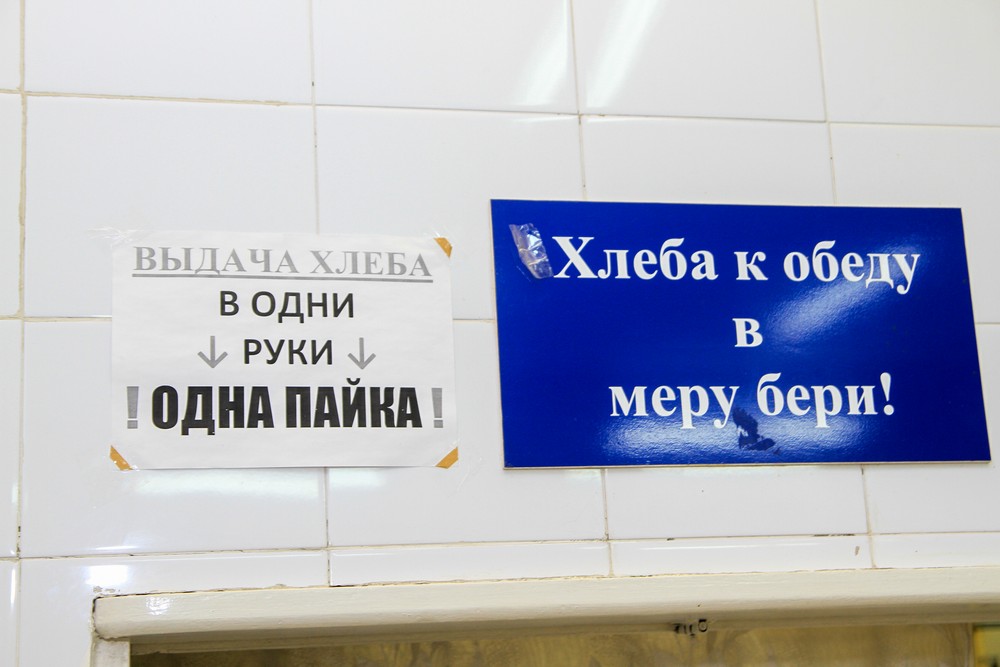 ВЫДАЧА ХЛЕБА
В ОДНИ
↓ РУКИ ↓
! ОДНА ПАЙКА !
Хлеба к обеду
в
меру бери!